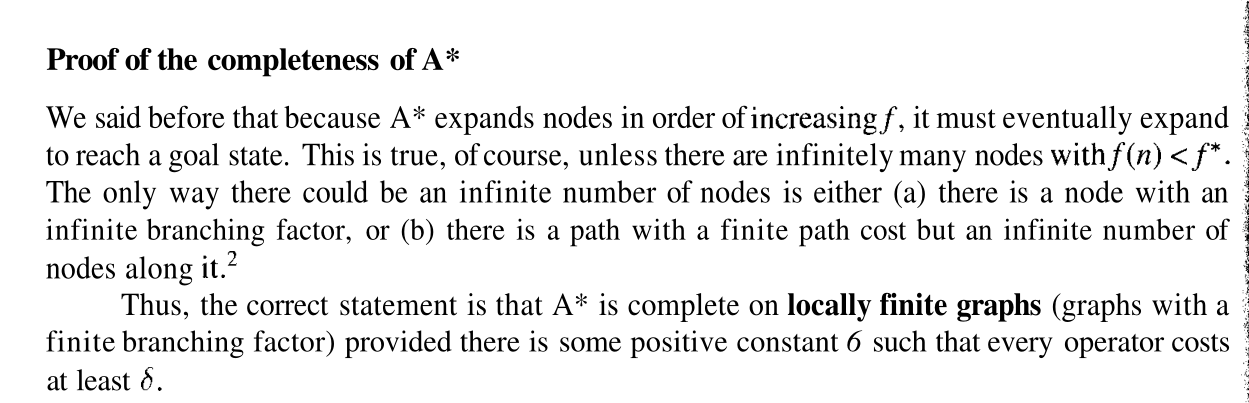 Proof of the completeness of A*
We said before that because A* expands nodes in order of increasing f, it must eventually expand
to reach a goal state. This is true, of course, unless there are infinitely many nodes with f(n) < f*.
The only way there could be an infinite number of nodes is either (a) there is a node with an
infinite branching factor, or (b) there is a path with a finite path cost but an infinite number of
nodes along it.²
Thus, the correct statement is that A* is complete on locally finite graphs (graphs with a
finite branching factor) provided there is some positive constant 6 such that every operator costs
at least δ.